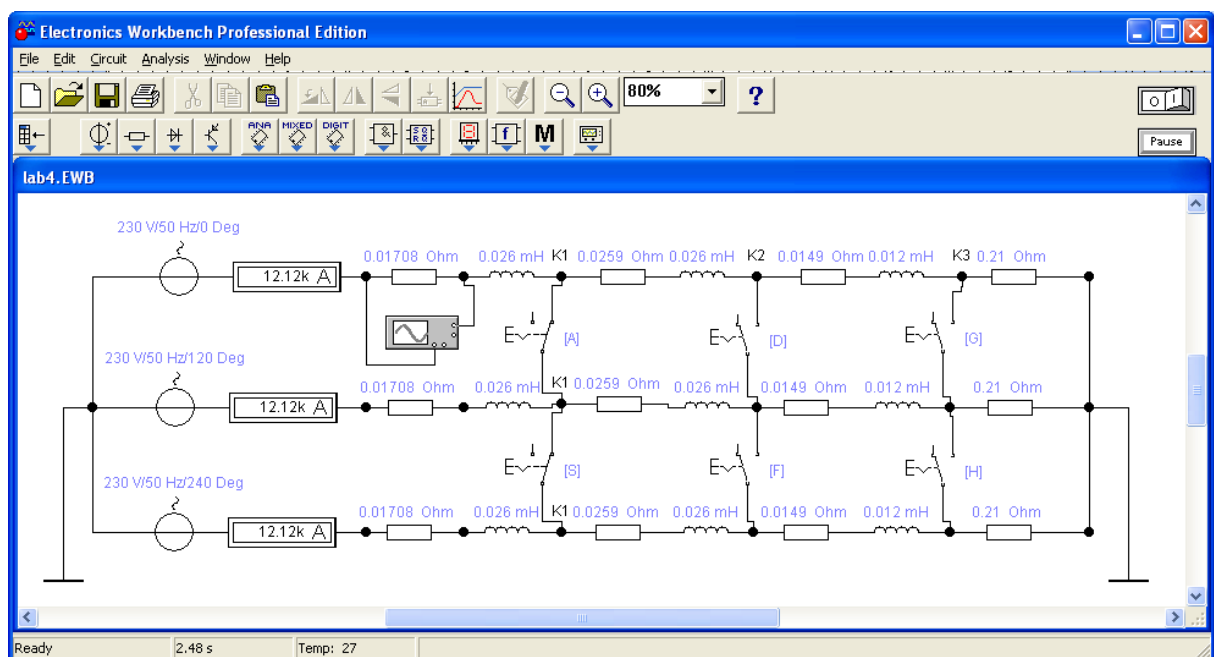 Electronics Workbench Professional Edition
File Edit Circuit Analysis Window Help
80% ?
ANA MIXED DIGIT & f M
Pause
lab4.EWB
230 V/50 Hz/0 Deg
0.01708 Ohm 0.026 mH K1 0.0259 Ohm 0.026 mH K2 0.0149 Ohm 0.012 mH K3 0.21 Ohm
12.12k A
[A] [D] [G]
230 V/50 Hz/120 Deg
0.01708 Ohm 0.026 mH K1 0.0259 Ohm 0.026 mH 0.0149 Ohm 0.012 mH 0.21 Ohm
12.12k A
[S] [F] [H]
230 V/50 Hz/240 Deg
0.01708 Ohm 0.026 mH K1 0.0259 Ohm 0.026 mH 0.0149 Ohm 0.012 mH 0.21 Ohm
12.12k A
Ready 2.48 s Temp: 27